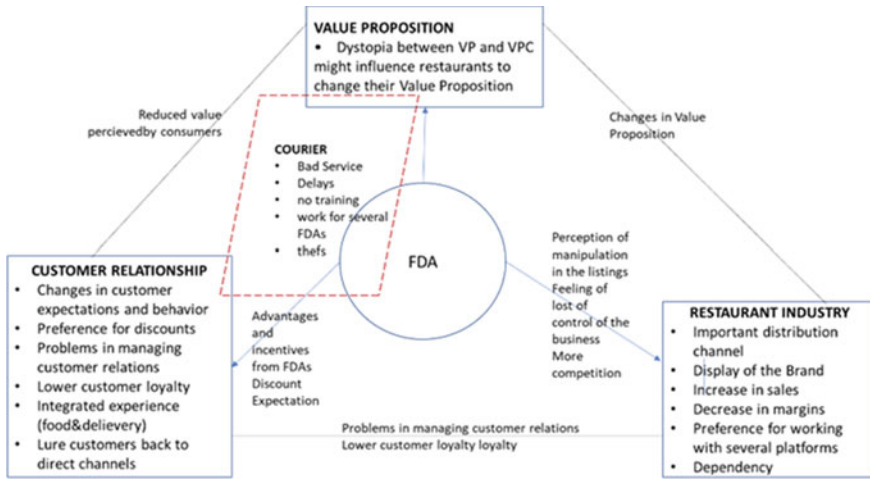 VALUE PROPOSITION
• Dystopia between VP and VPC
might influence restaurants to
change their Value Proposition
Reduced value
percievedby consumers
Changes in Value
Proposition
COURIER
• Bad Service
• Delays
• no training
• work for several
FDAs
• thefs
FDA
CUSTOMER RELATIONSHIP
• Changes in customer
expectations and behavior
• Preference for discounts
• Problems in managing
customer relations
• Lower customer loyalty
• Integrated experience
(food&delievery)
• Lure customers back to
direct channels
Advantages
and
incentives
from FDAs
Discount
Expectation
Perception of
manipulation
in the listings
Feeling of
lost of
control of the
business
More
competition
RESTAURANT INDUSTRY
• Important distribution
channel
• Display of the Brand
• Increase in sales
• Decrease in margins
• Preference for working
with several platforms
• Dependency
Problems in managing customer relations
Lower customer loyalty loyalty